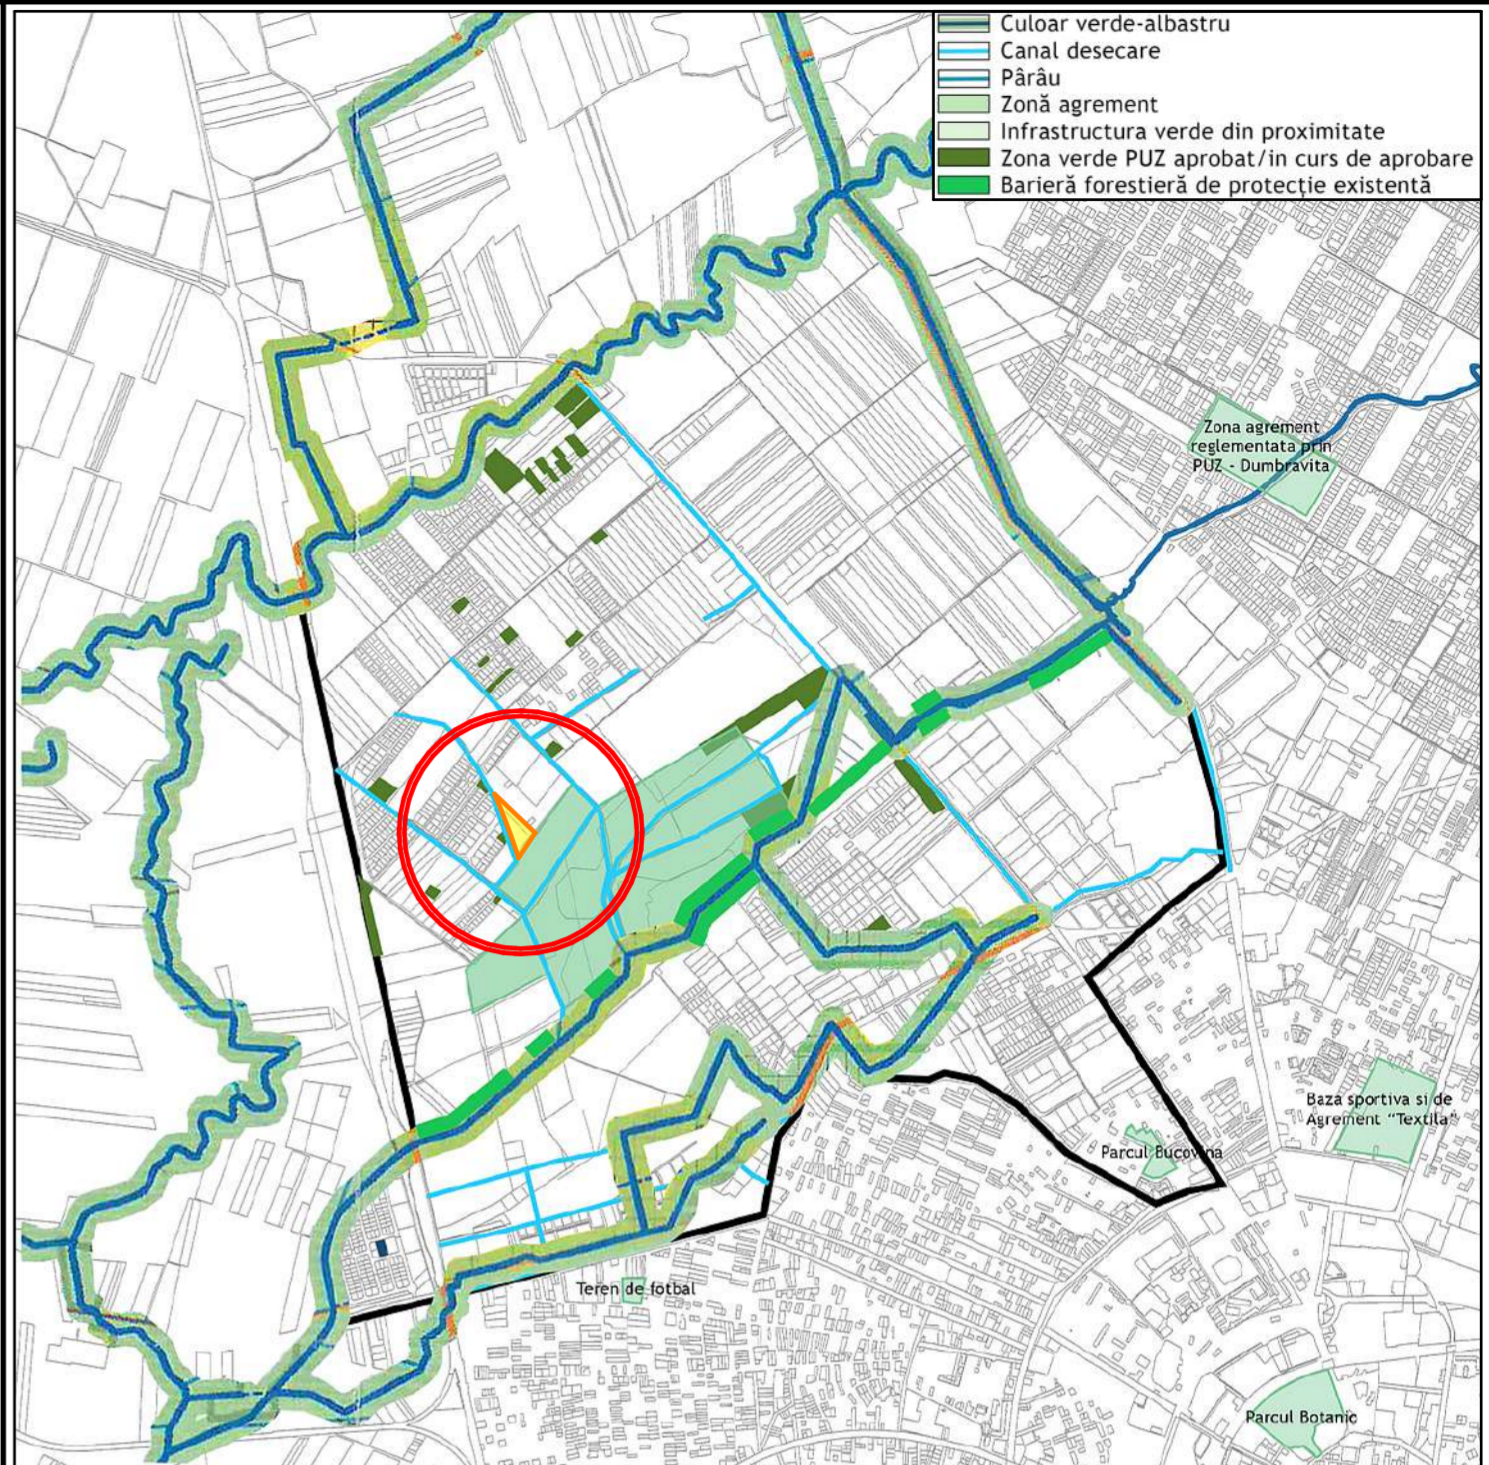 Culoar verde-albastru
Canal desecare
Pârâu
Zonă agrement
Infrastructura verde din proximitate
Zona verde PUZ aprobat/in curs de aprobare
Barieră forestieră de protecție existentă
Zona agrement
reglementata prin
PUZ - Dumbravita
Baza sportiva si de
Agrement "Textila"
Parcul Bucovina
Teren de fotbal
Parcul Botanic